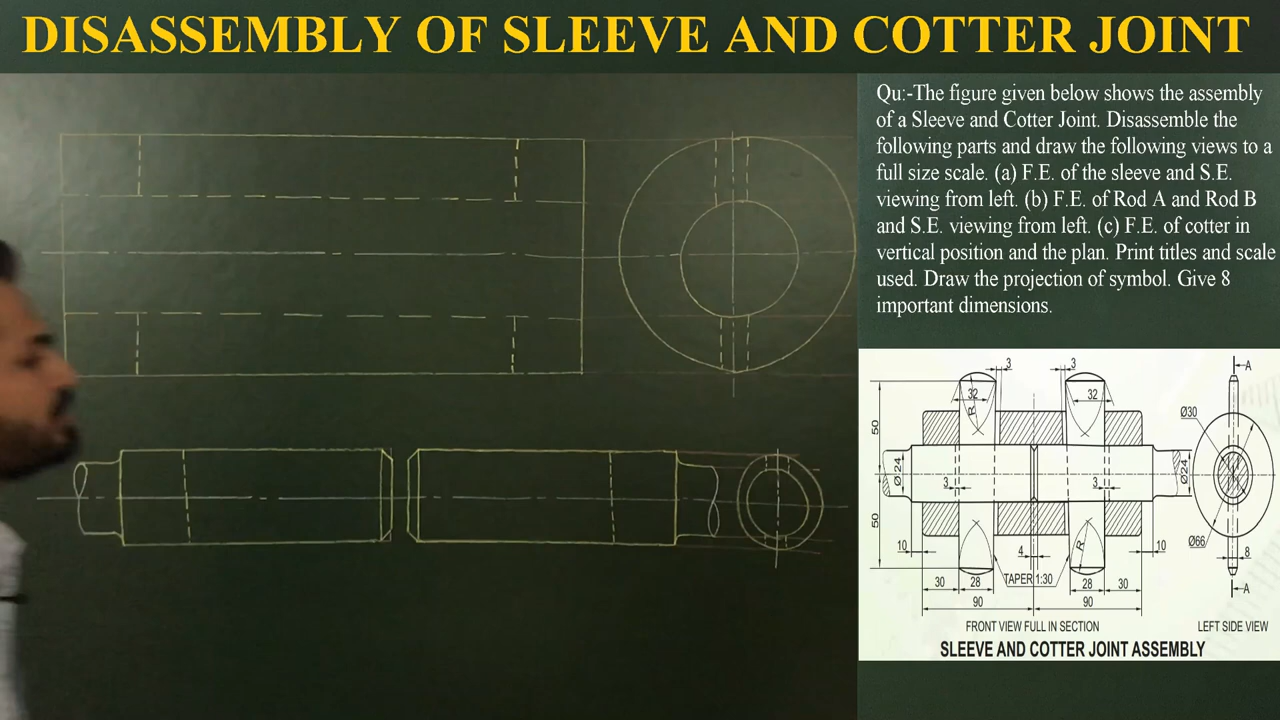 DISASSEMBLY OF SLEEVE AND COTTER JOINT
Qu:-The figure given below shows the assembly
of a Sleeve and Cotter Joint. Disassemble the
following parts and draw the following views to a
full size scale. (a) F.E. of the sleeve and S.E.
viewing from left. (b) F.E. of Rod A and Rod B
and S.E. viewing from left. (c) F.E. of cotter in
vertical position and the plan. Print titles and scale
used. Draw the projection of symbol. Give 8
important dimensions.
3 3
A
32 32
R
Ø30
50
Ø24 Ø24
3 3
50
R
Ø66
10 4 10
8
TAPER 1:30
30 28 28 30
A
90 90
FRONT VIEW FULL IN SECTION LEFT SIDE VIEW
SLEEVE AND COTTER JOINT ASSEMBLY